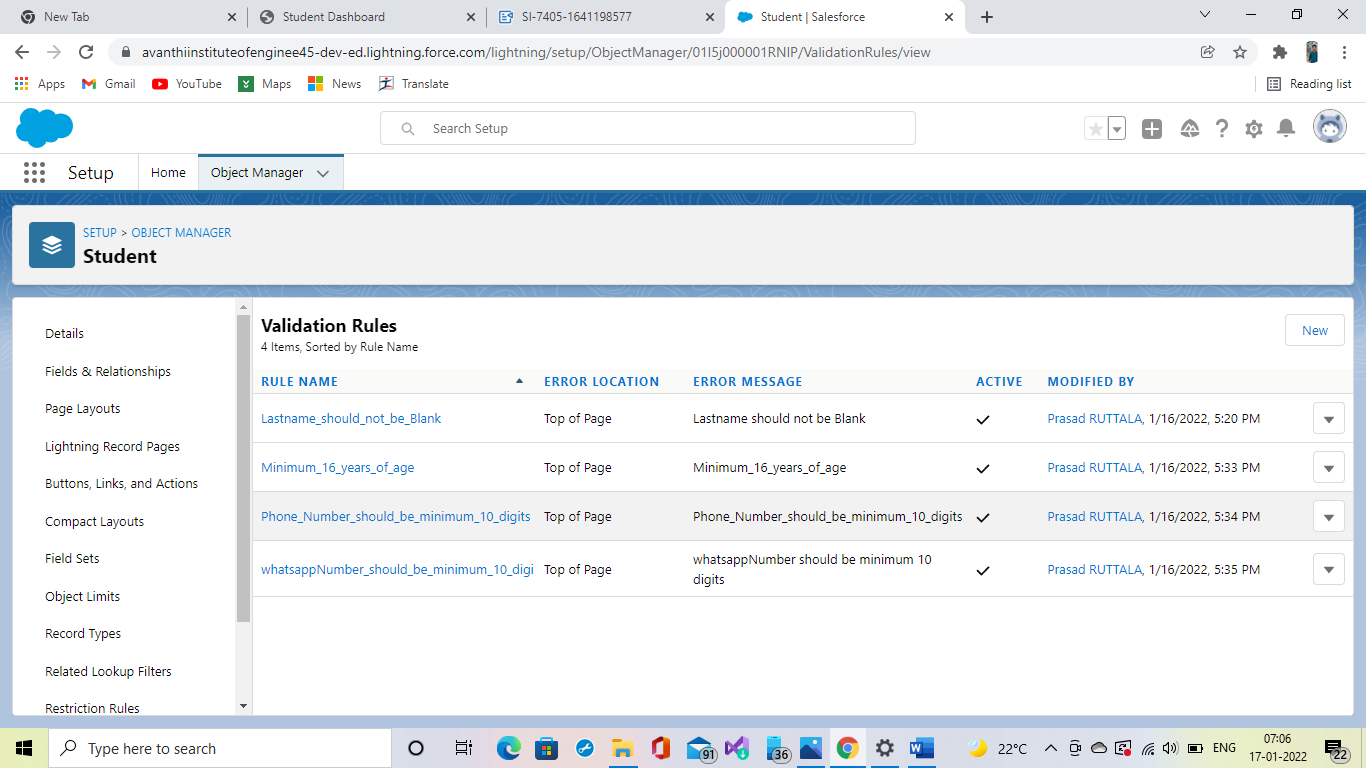 New Tab
Student Dashboard
SI-7405-1641198577
Student | Salesforce
avanthiinstituteofenginee45-dev-ed.lightning.force.com/lightning/setup/ObjectManager/01I5j000001RNIP/ValidationRules/view
Apps
Gmail
YouTube
Maps
News
Translate
Reading list
Search Setup
Setup
Home
Object Manager
SETUP > OBJECT MANAGER
Student
Details
Fields & Relationships
Page Layouts
Lightning Record Pages
Buttons, Links, and Actions
Compact Layouts
Field Sets
Object Limits
Record Types
Related Lookup Filters
Restriction Rules
Validation Rules
4 Items, Sorted by Rule Name
New
RULE NAME ERROR LOCATION ERROR MESSAGE ACTIVE MODIFIED BY
Lastname_should_not_be_Blank Top of Page Lastname should not be Blank Prasad RUTTALA, 1/16/2022, 5:20 PM
Minimum_16_years_of_age Top of Page Minimum_16_years_of_age Prasad RUTTALA, 1/16/2022, 5:33 PM
Phone_Number_should_be_minimum_10_digits Top of Page Phone_Number_should_be_minimum_10_digits Prasad RUTTALA, 1/16/2022, 5:34 PM
whatsappNumber_should_be_minimum_10_digi Top of Page whatsappNumber should be minimum 10
digits
Prasad RUTTALA, 1/16/2022, 5:35 PM
Type here to search
91
36
22°C
ENG
07:06
17-01-2022
22